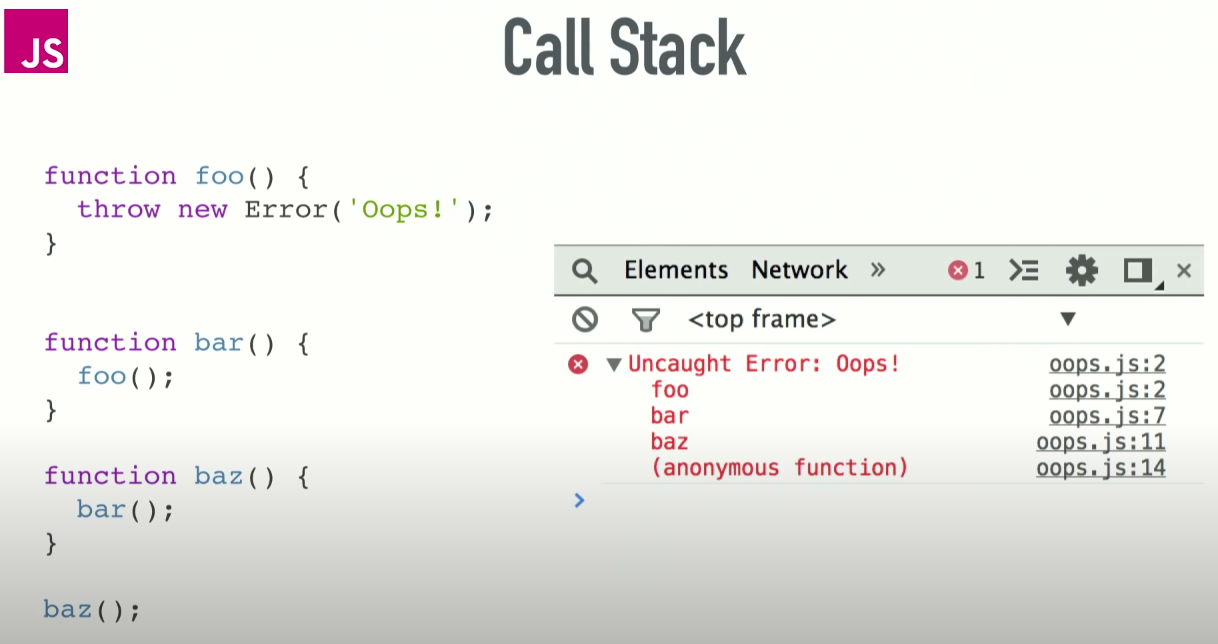 JS
Call Stack
function foo() {
  throw new Error('Oops!');
}
function bar() {
  foo();
}
function baz() {
  bar();
}
baz();
Elements Network » 1
<top frame> ▼
▼Uncaught Error: Oops! oops.js:2
foo oops.js:2
bar oops.js:7
baz oops.js:11
(anonymous function) oops.js:14